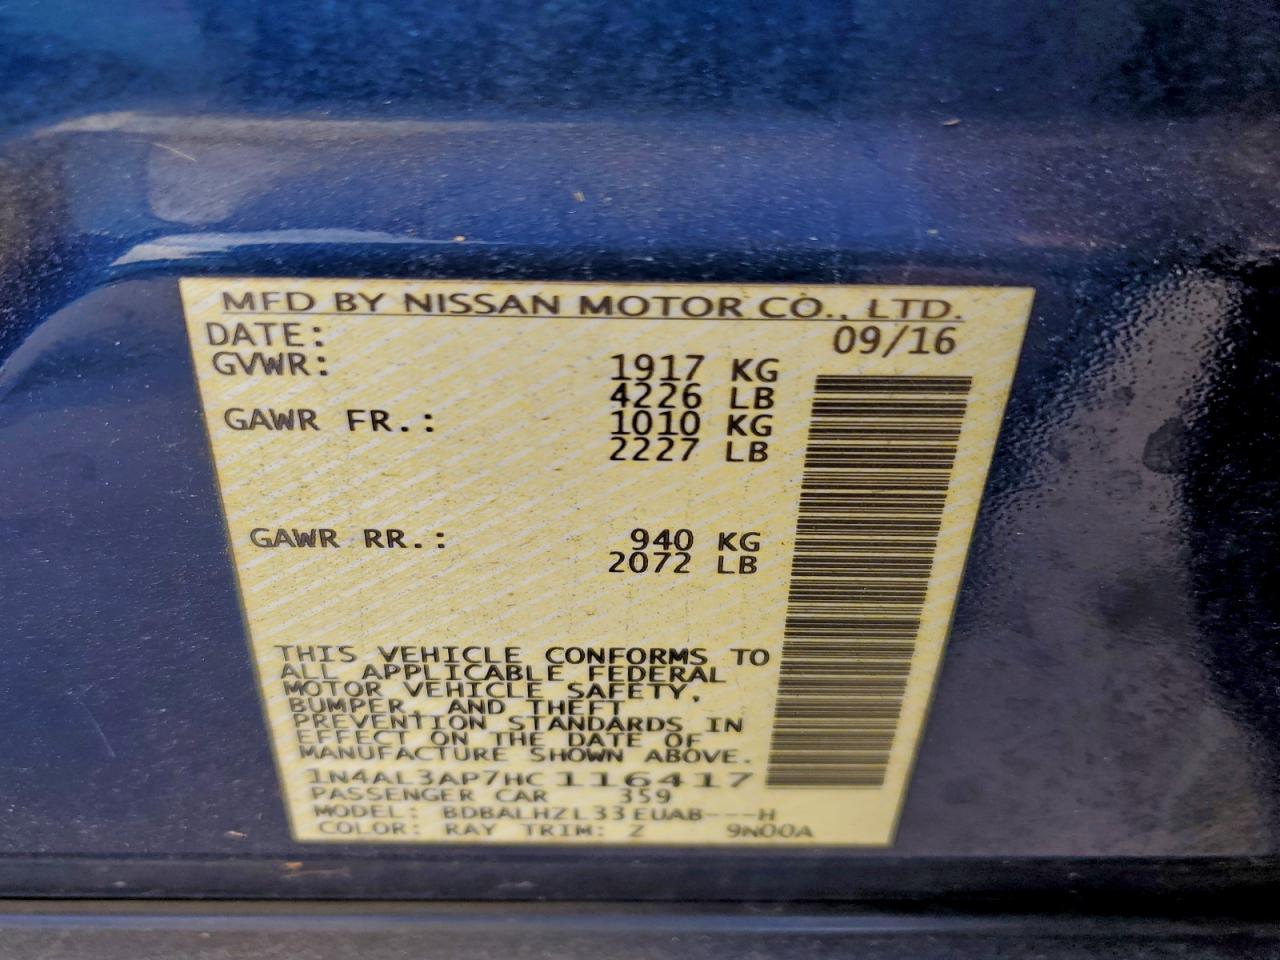 MFD BY NISSAN MOTOR CO., LTD.
DATE: 09/16
GVWR: 1917 KG
4226 LB
GAWR FR.: 1010 KG
2227 LB
GAWR RR.: 940 KG
2072 LB
THIS VEHICLE CONFORMS TO
ALL APPLICABLE FEDERAL
MOTOR VEHICLE SAFETY,
BUMPER, AND THEFT
PREVENTION STANDARDS IN
EFFECT ON THE DATE OF
MANUFACTURE SHOWN ABOVE.
1N4AL3AP7HC116417
PASSENGER CAR 359
MODEL: BDBALHZL33EUAB---H
COLOR: RAY TRIM: Z 9N00A